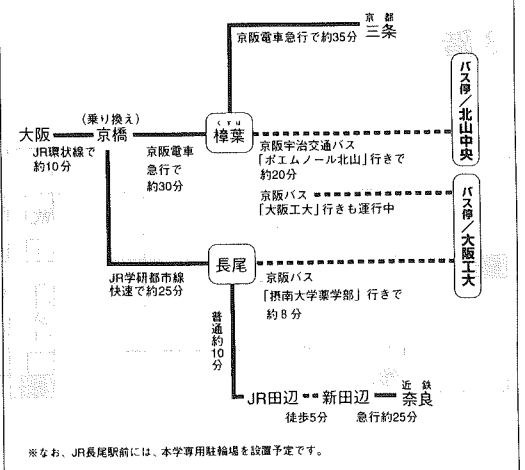 京都
三条
京阪電車急行で約35分
バス停/北山中央
(乗り換え)
くずは
大阪
京橋
樟葉
JR環状線で
約10分
京阪電車
急行で
約30分
京阪宇治交通バス
「ポエムノール北山」行きで
約20分
京阪バス
「大阪工大」行きも運行中
バス停/大阪工大
長尾
JR学研都市線
快速で約25分
京阪バス
「摂南大学薬学部」行きで
約8分
普通約10分
近鉄
JR田辺
新田辺
奈良
徒歩5分
急行約25分
※なお、JR長尾駅前には、本学専用駐輪場を設置予定です。